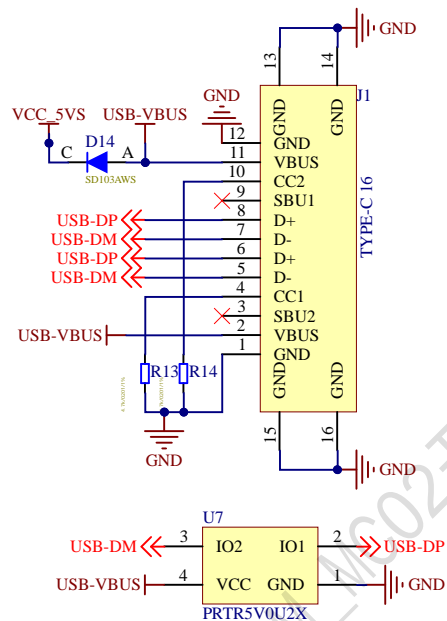 GND
13
14
J1
VCC_5VS
USB-VBUS
GND
GND
GND
D14
C
A
SD103AWS
12
GND
11
VBUS
10
CC2
9
SBU1
USB-DP
8
D+
USB-DM
7
D-
USB-DP
6
D+
USB-DM
5
D-
4
CC1
3
SBU2
USB-VBUS
2
VBUS
1
GND
TYPE-C 16
R13
R14
GND
GND
GND
15
16
GND
U7
USB-DM
3
IO2
IO1
2
USB-DP
USB-VBUS
4
VCC
GND
1
GND
PRTR5V0U2X